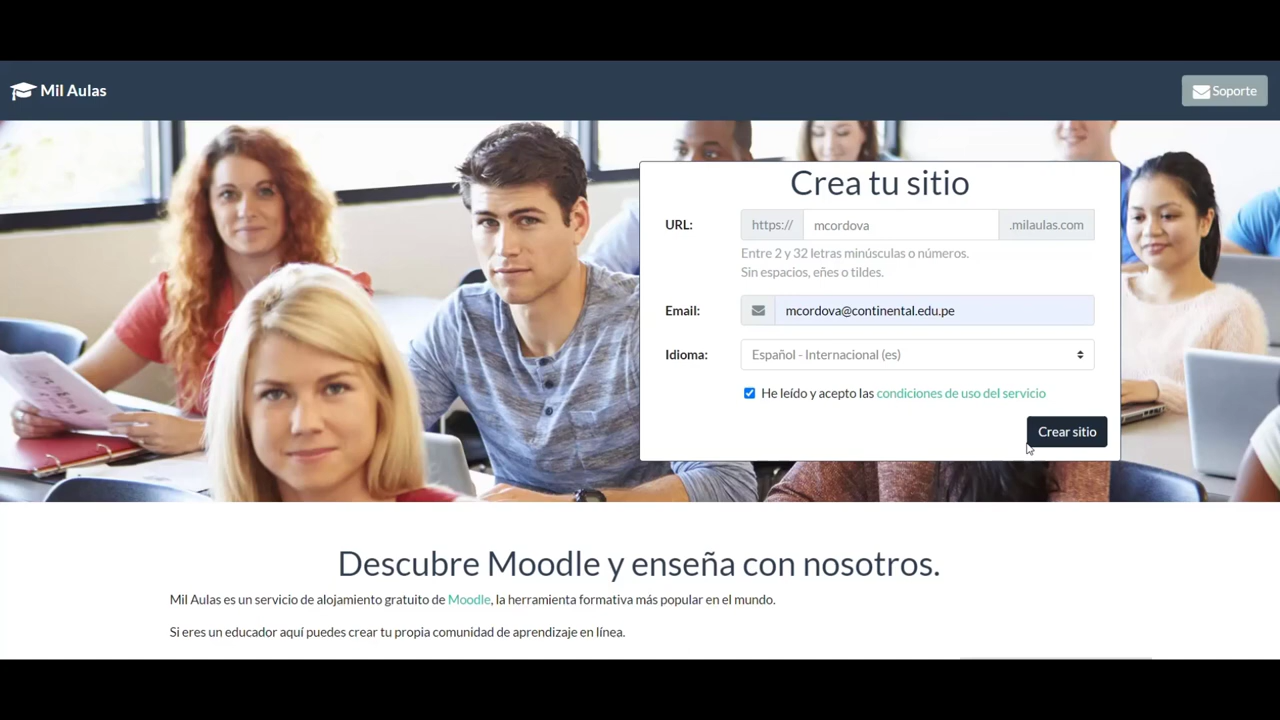 Mil Aulas
Soporte
Crea tu sitio
URL:
https://
mcordova
.milaulas.com
Entre 2 y 32 letras minúsculas o números.
Sin espacios, eñes o tildes.
Email:
mcordova@continental.edu.pe
Idioma:
Español - Internacional (es)
He leído y acepto las condiciones de uso del servicio
Crear sitio
Descubre Moodle y enseña con nosotros.
Mil Aulas es un servicio de alojamiento gratuito de Moodle, la herramienta formativa más popular en el mundo.
Si eres un educador aquí puedes crear tu propia comunidad de aprendizaje en línea.